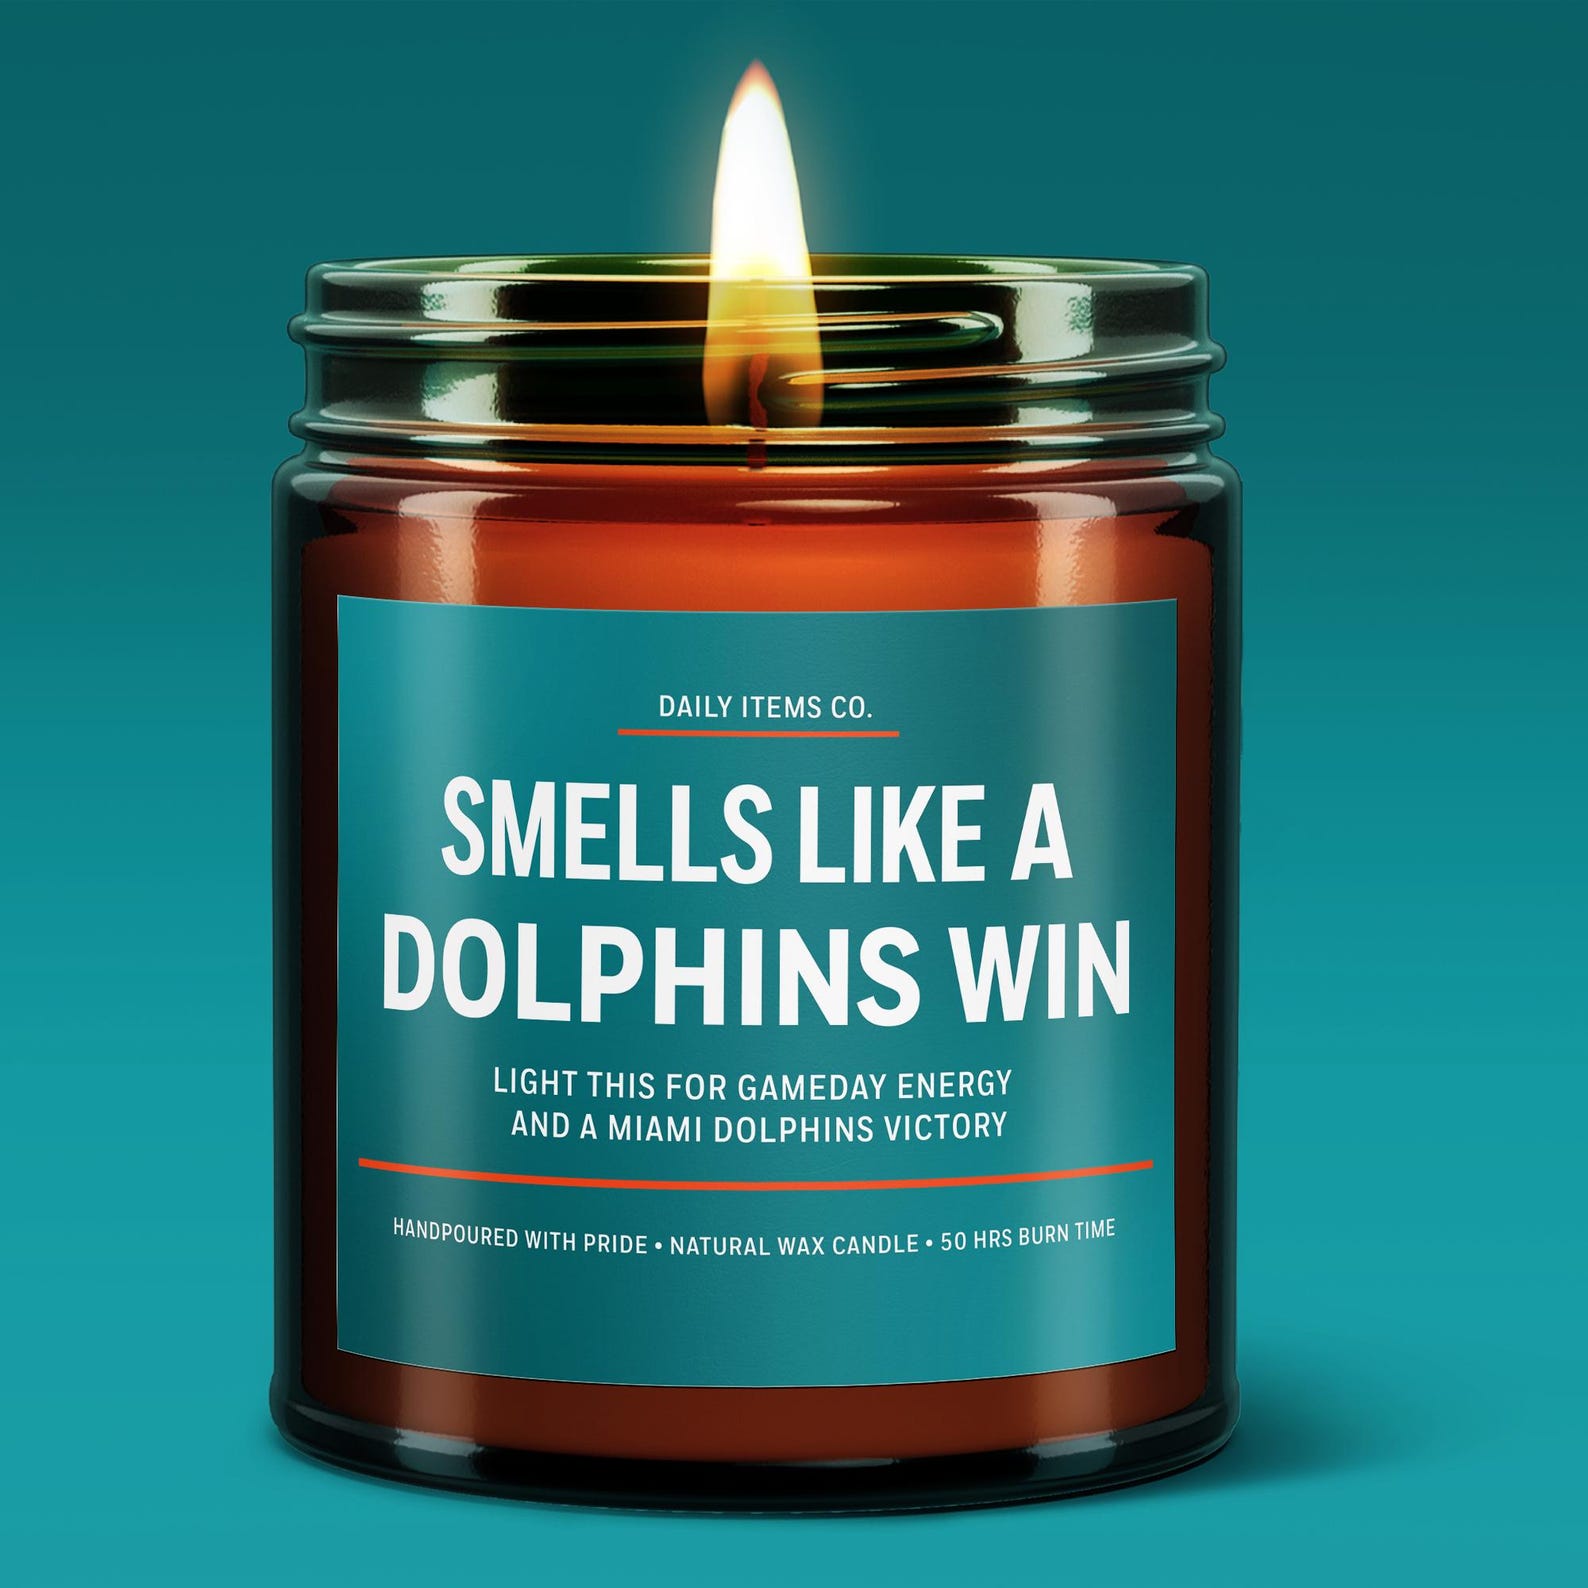 DAILY ITEMS CO.
SMELLS LIKE A
DOLPHINS WIN
LIGHT THIS FOR GAMEDAY ENERGY
AND A MIAMI DOLPHINS VICTORY
HANDPOURED WITH PRIDE • NATURAL WAX CANDLE • 50 HRS BURN TIME